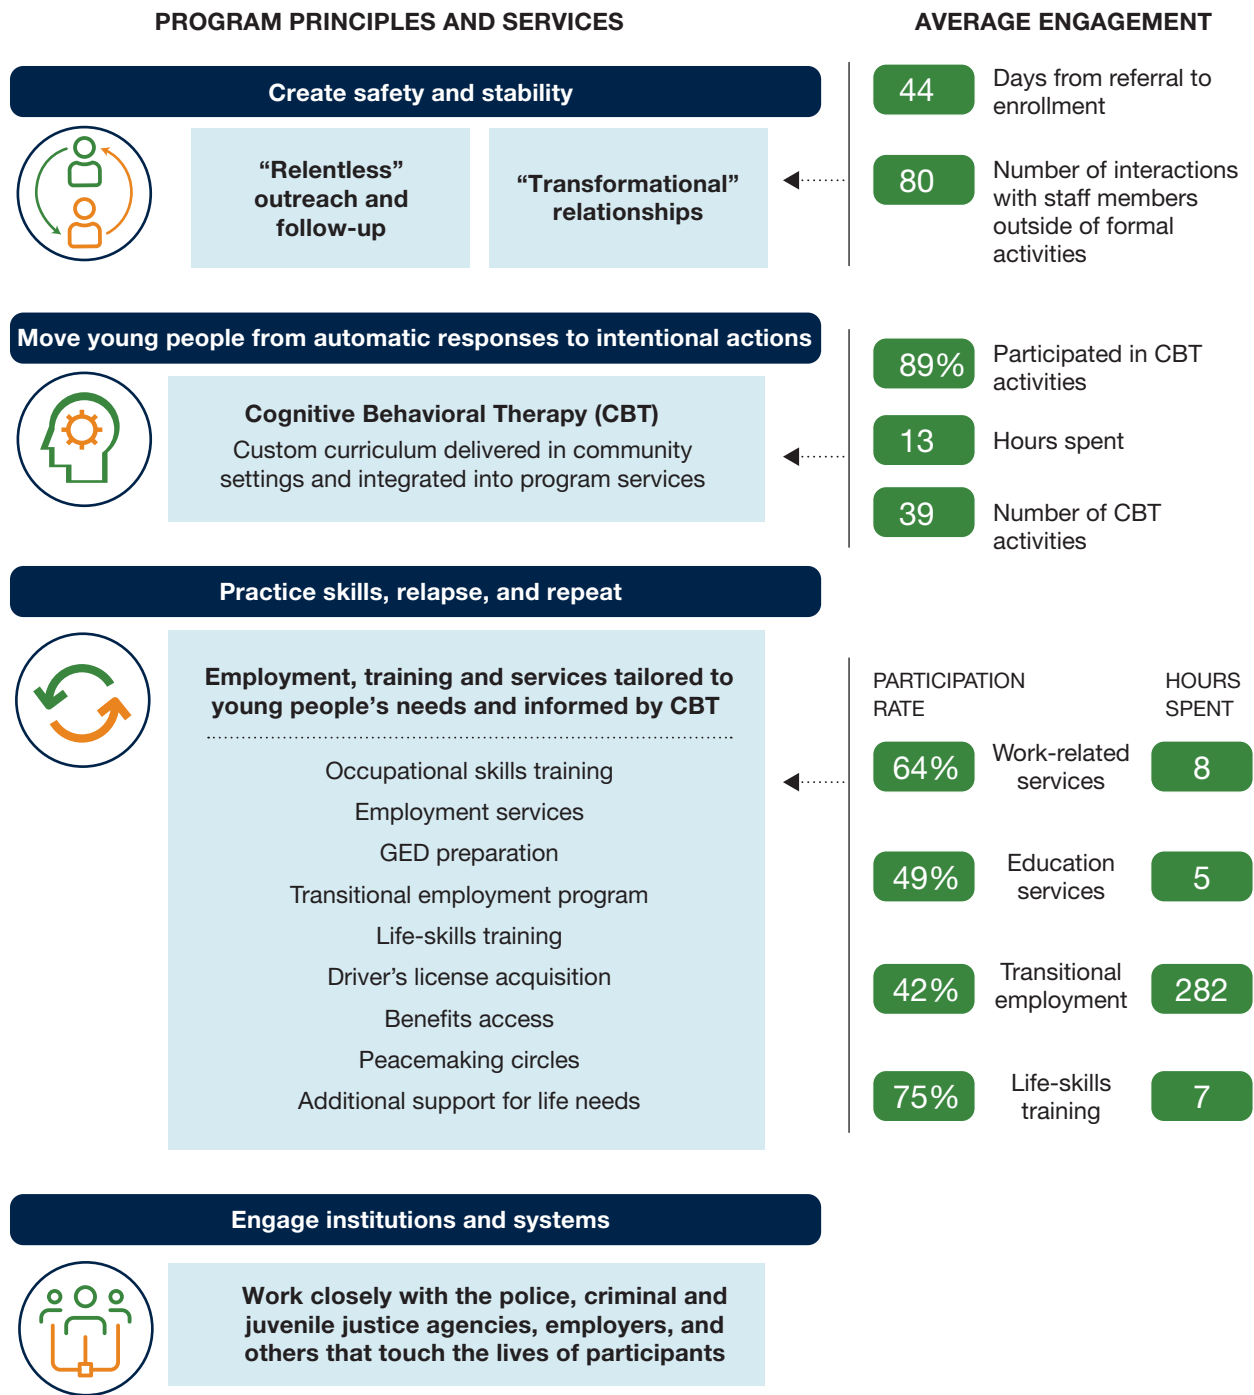 PROGRAM PRINCIPLES AND SERVICES
AVERAGE ENGAGEMENT
Create safety and stability
“Relentless”
outreach and
follow-up
“Transformational”
relationships
44
Days from referral to
enrollment
80
Number of interactions
with staff members
outside of formal
activities
Move young people from automatic responses to intentional actions
Cognitive Behavioral Therapy (CBT)
Custom curriculum delivered in community
settings and integrated into program services
89%
Participated in CBT
activities
13
Hours spent
39
Number of CBT
activities
Practice skills, relapse, and repeat
Employment, training and services tailored to
young people’s needs and informed by CBT
Occupational skills training
Employment services
GED preparation
Transitional employment program
Life-skills training
Driver’s license acquisition
Benefits access
Peacemaking circles
Additional support for life needs
PARTICIPATION
RATE
HOURS
SPENT
64%
Work-related
services
8
49%
Education
services
5
42%
Transitional
employment
282
75%
Life-skills
training
7
Engage institutions and systems
Work closely with the police, criminal and
juvenile justice agencies, employers, and
others that touch the lives of participants